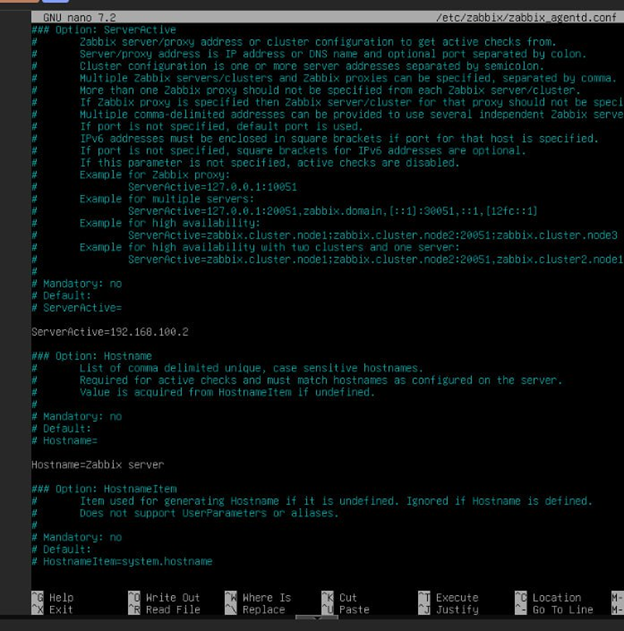 GNU nano 7.2 /etc/zabbix/zabbix_agentd.conf
### Option: ServerActive
# Zabbix server/proxy address or cluster configuration to get active checks from.
# Server/proxy address is IP address or DNS name and optional port separated by colon.
# Cluster configuration is one or more server addresses separated by semicolon.
# Multiple Zabbix servers/clusters and Zabbix proxies can be specified, separated by comma.
# More than one Zabbix proxy should not be specified from each Zabbix server/cluster.
# If Zabbix proxy is specified then Zabbix server/cluster for that proxy should not be speci
# Multiple comma-delimited addresses can be provided to use several independent Zabbix serve
# If port is not specified, default port is used.
# IPv6 addresses must be enclosed in square brackets if port for that host is specified.
# If port is not specified, square brackets for IPv6 addresses are optional.
# If this parameter is not specified, active checks are disabled.
# Example for Zabbix proxy:
# ServerActive=127.0.0.1:10051
# Example for multiple servers:
# ServerActive=127.0.0.1:20051,zabbix.domain,[::1]:30051,::1,[12fc::1]
# Example for high availability:
# ServerActive=zabbix.cluster.node1;zabbix.cluster.node2:20051;zabbix.cluster.node3
# Example for high availability with two clusters and one server:
# ServerActive=zabbix.cluster.node1;zabbix.cluster.node2:20051,zabbix.cluster2.node1
#
# Mandatory: no
# Default:
# ServerActive=
ServerActive=192.168.100.2
### Option: Hostname
# List of comma delimited unique, case sensitive hostnames.
# Required for active checks and must match hostnames as configured on the server.
# Value is acquired from HostnameItem if undefined.
#
# Mandatory: no
# Default:
# Hostname=
Hostname=Zabbix server
### Option: HostnameItem
# Item used for generating Hostname if it is undefined. Ignored if Hostname is defined.
# Does not support UserParameters or aliases.
#
# Mandatory: no
# Default:
# HostnameItem=system.hostname
^G Help ^O Write Out ^W Where Is ^K Cut ^T Execute ^C Location M-
^X Exit ^R Read File ^\ Replace ^U Paste ^J Justify ^- Go To Line M-